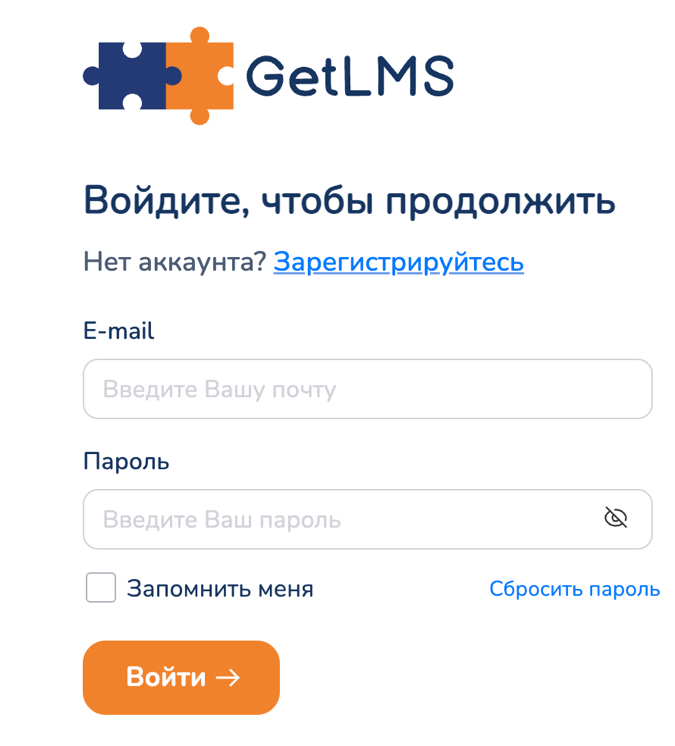 GetLMS
Войдите, чтобы продолжить
Нет аккаунта? Зарегистрируйтесь
E-mail
Введите Вашу почту
Пароль
Введите Ваш пароль
Запомнить меня Сбросить пароль
Войти →